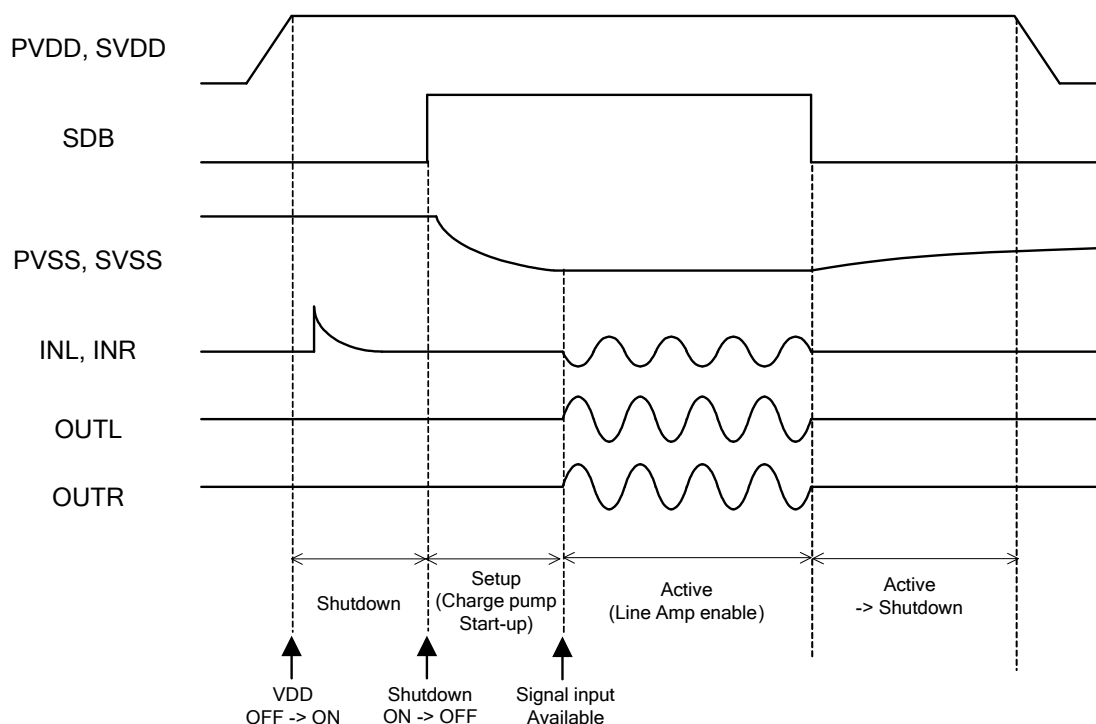 PVDD, SVDD
SDB
PVSS, SVSS
INL, INR
OUTL
OUTR
Shutdown
Setup
(Charge pump
Start-up)
Active
(Line Amp enable)
Active
-> Shutdown
VDD
OFF -> ON
Shutdown
ON -> OFF
Signal input
Available